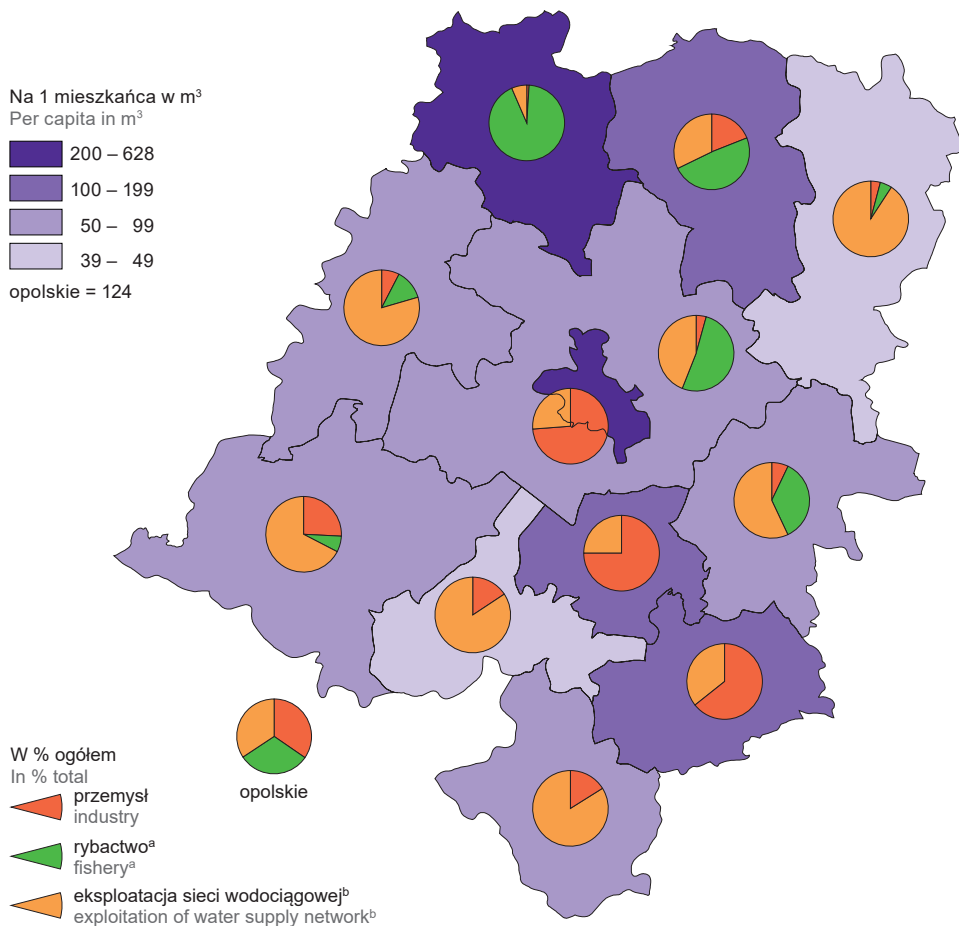 Na 1 mieszkańca w m³
Per capita in m³
200 – 628
100 – 199
50 – 99
39 – 49
opolskie = 124
opolskie
W % ogółem
In % total
przemysł
industry
rybactwoᵃ
fisheryᵃ
eksploatacja sieci wodociągowejᵇ
exploitation of water supply networkᵇ